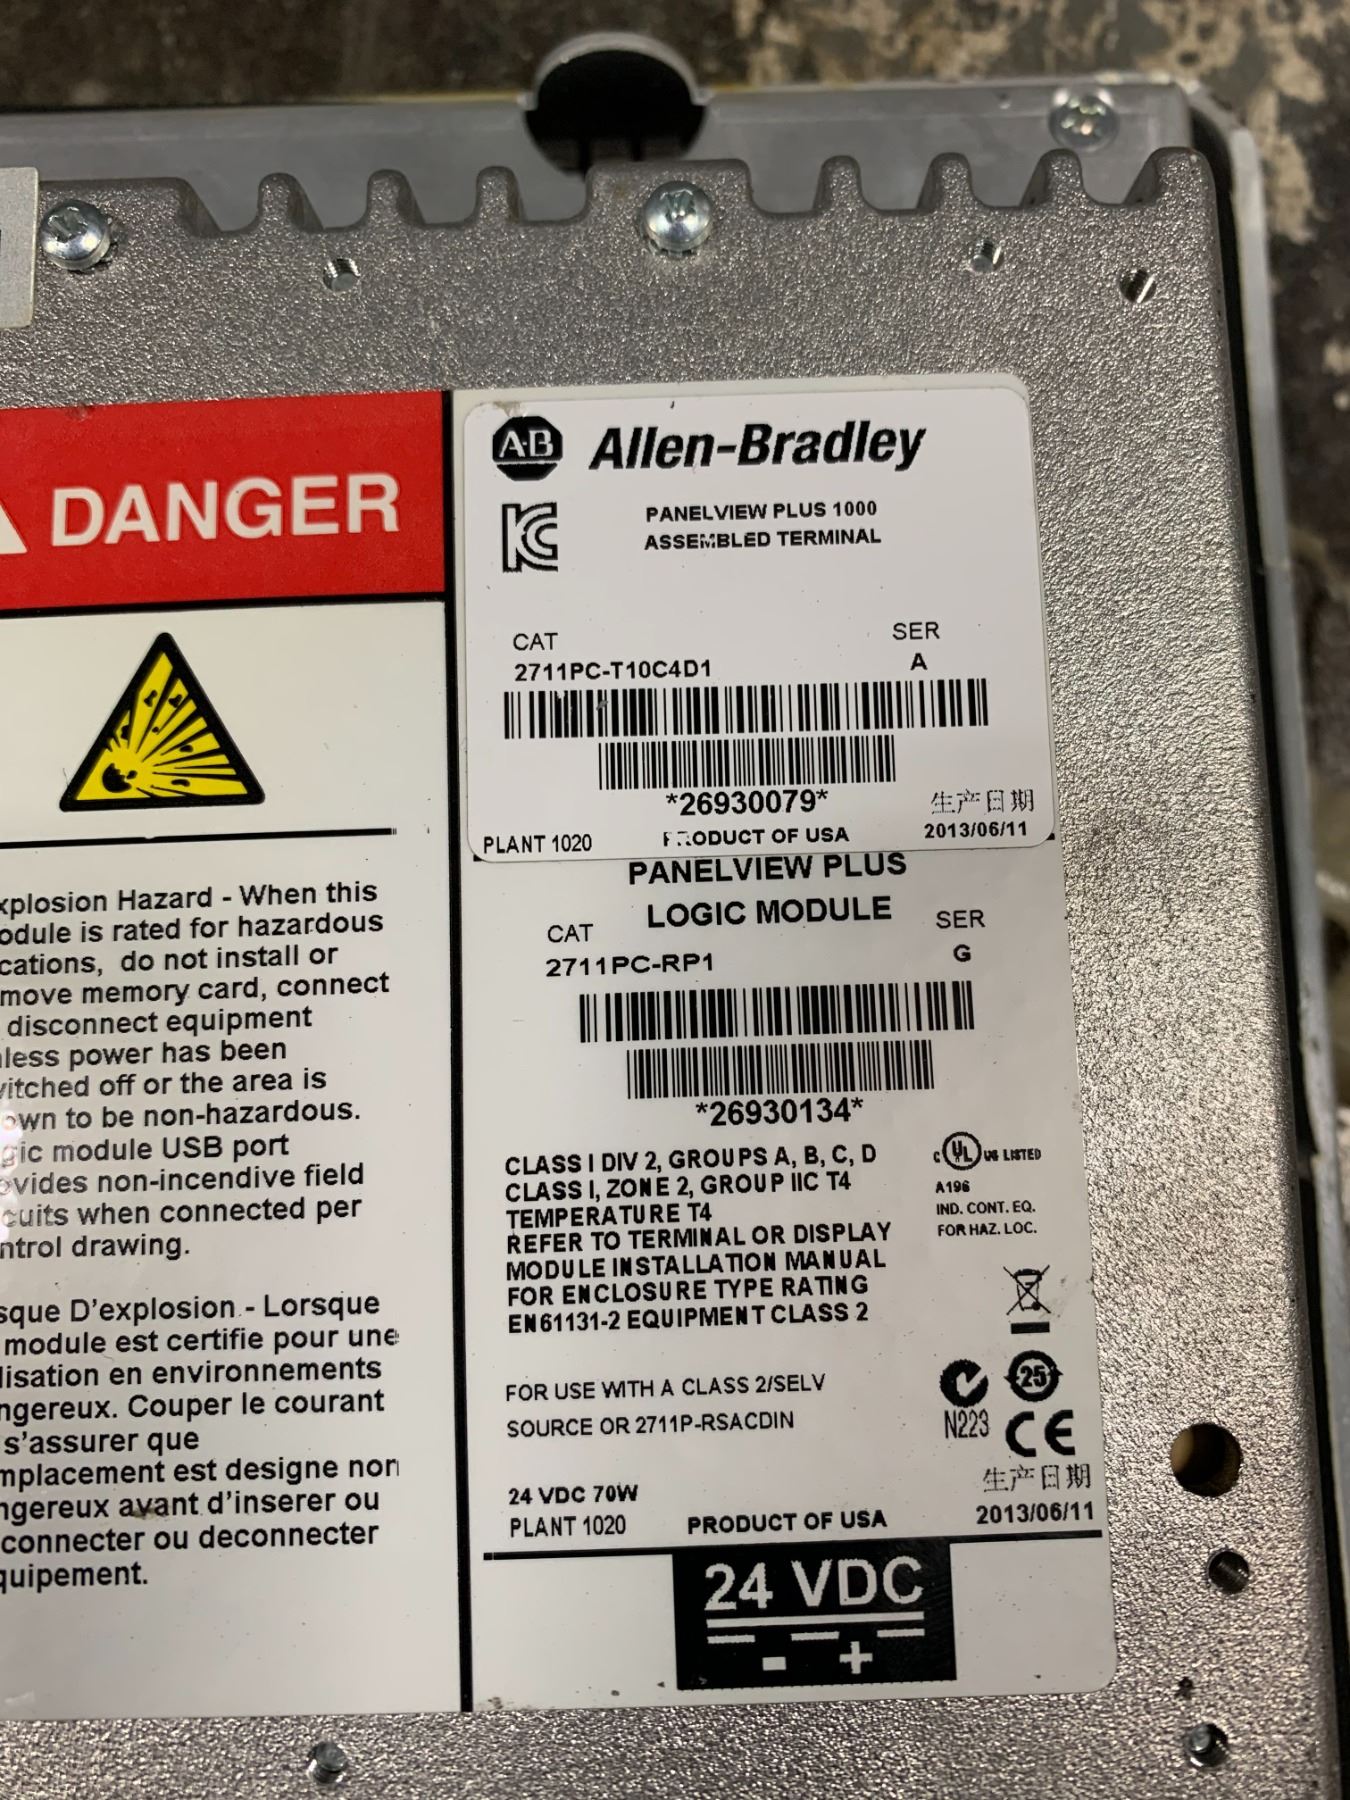 DANGER
xplosion Hazard - When this
odule is rated for hazardous
cations, do not install or
move memory card, connect
disconnect equipment
less power has been
itched off or the area is
own to be non-hazardous.
gic module USB port
ovides non-incendive field
cuits when connected per
ntrol drawing.
sque D'explosion - Lorsque
module est certifie pour une
lisation en environnements
ngereux. Couper le courant
s'assurer que
mplacement est designe non
ngereux avant d'inserer ou
connecter ou deconnecter
quipement.
A-B Allen-Bradley
PANELVIEW PLUS 1000
ASSEMBLED TERMINAL
CAT SER
2711PC-T10C4D1 A
*26930079*
生产日期
PLANT 1020 PRODUCT OF USA 2013/06/11
PANELVIEW PLUS
LOGIC MODULE
CAT SER
2711PC-RP1 G
*26930134*
CLASS I DIV 2, GROUPS A, B, C, D
CLASS I, ZONE 2, GROUP IIC T4
TEMPERATURE T4
REFER TO TERMINAL OR DISPLAY
MODULE INSTALLATION MANUAL
FOR ENCLOSURE TYPE RATING
EN61131-2 EQUIPMENT CLASS 2
c UL US LISTED
A196
IND. CONT. EQ.
FOR HAZ. LOC.
FOR USE WITH A CLASS 2/SELV
SOURCE OR 2711P-RSACDIN
25
N223 CE
生产日期
24 VDC 70W
PLANT 1020 PRODUCT OF USA 2013/06/11
24 VDC
- +